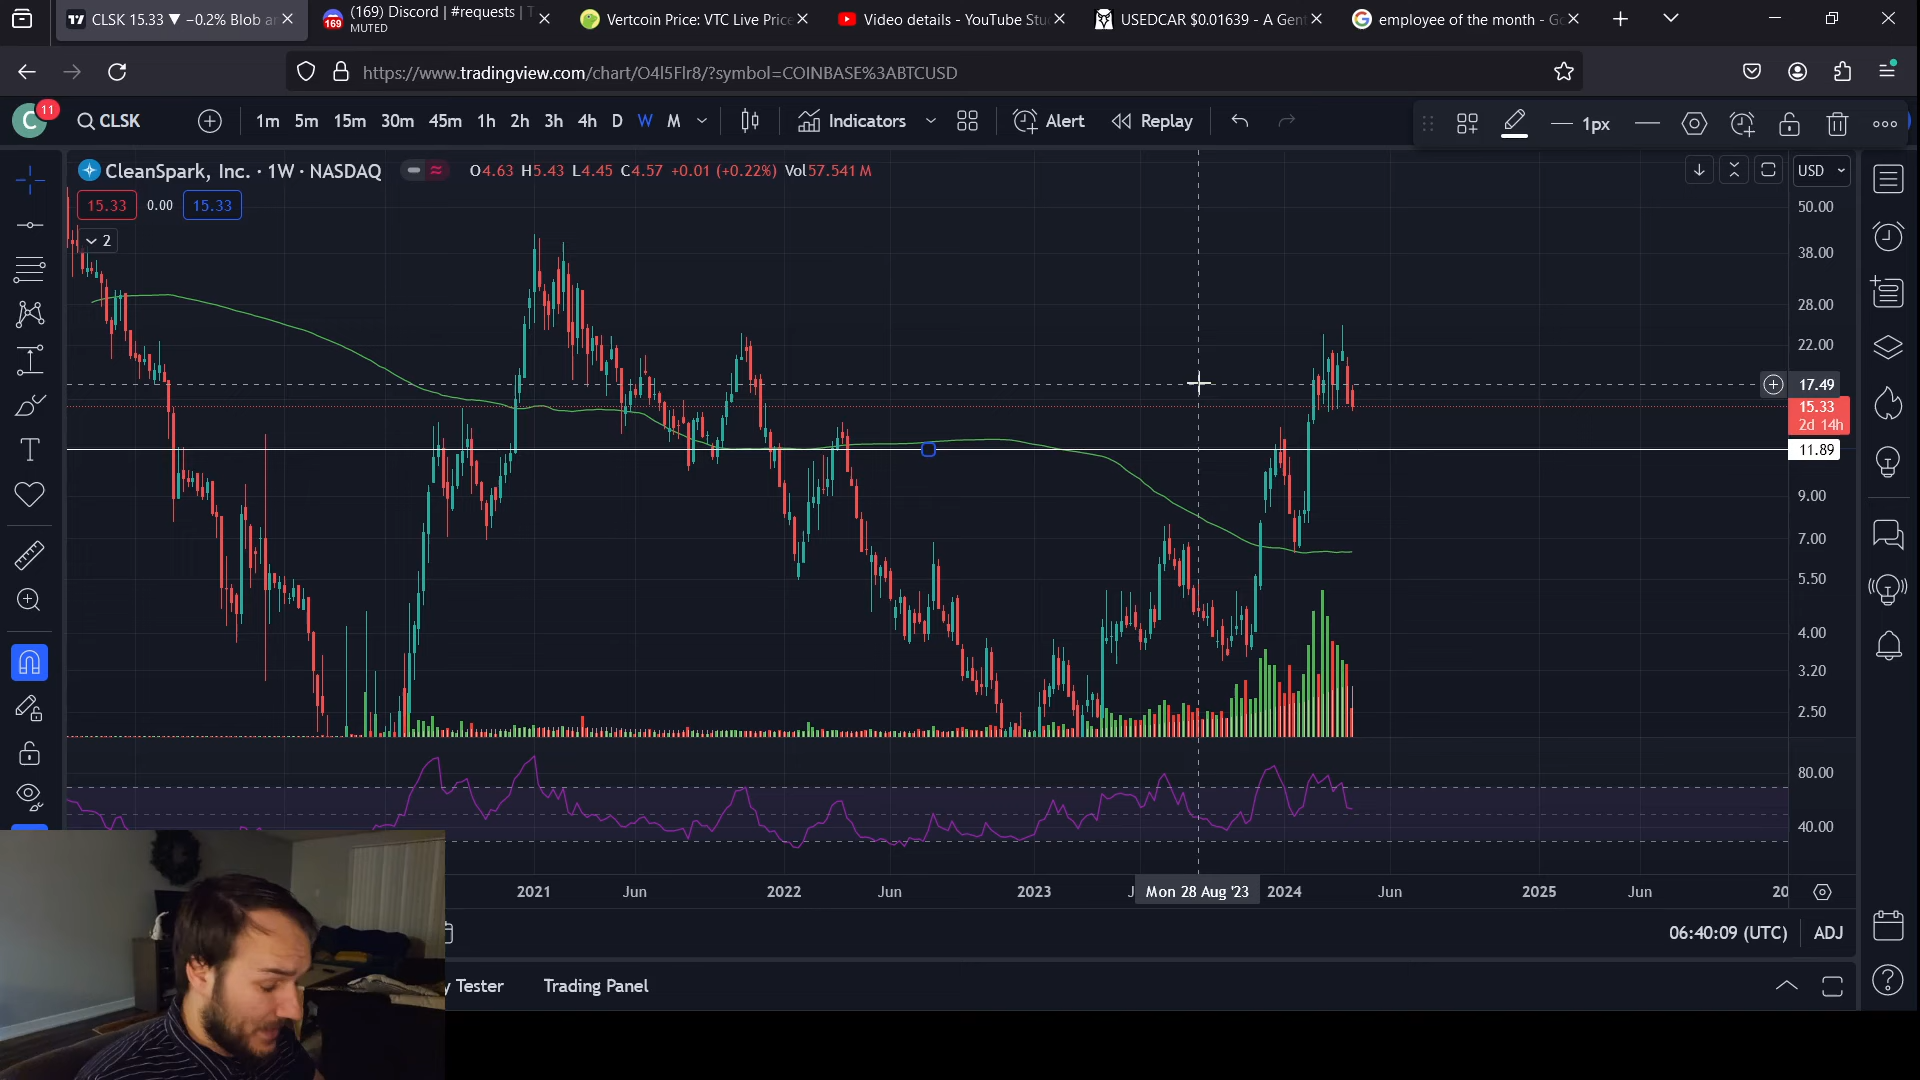 CLSK 15.33 ▼ −0.2% Blob ar
(169) Discord | #requests | T
MUTED
Vertcoin Price: VTC Live Price
Video details - YouTube Stu
USEDCAR $0.01639 - A Gen
employee of the month - Go
https://www.tradingview.com/chart/O4l5Flr8/?symbol=COINBASE%3ABTCUSD
C
11
CLSK
1m 5m 15m 30m 45m 1h 2h 3h 4h D W M
Indicators
Alert
Replay
1px
CleanSpark, Inc. · 1W · NASDAQ
O4.63 H5.43 L4.45 C4.57 +0.01 (+0.22%) Vol57.541 M
USD
15.33 0.00 15.33
2
50.00
38.00
28.00
22.00
17.49
15.33
2d 14h
11.89
9.00
7.00
5.50
4.00
3.20
2.50
80.00
40.00
2021 Jun 2022 Jun 2023 J Mon 28 Aug '23 2024 Jun 2025 Jun 20
06:40:09 (UTC) ADJ
y Tester Trading Panel